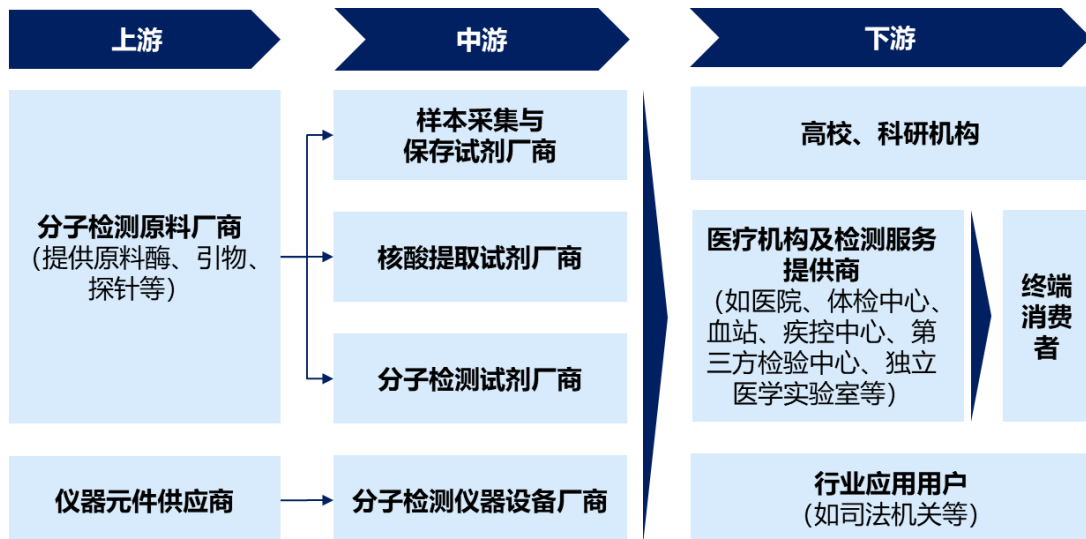 上游
中游
下游
分子检测原料厂商
（提供原料酶、引物、
探针等）
仪器元件供应商
样本采集与
保存试剂厂商
核酸提取试剂厂商
分子检测试剂厂商
分子检测仪器设备厂商
高校、科研机构
医疗机构及检测服务
提供商
（如医院、体检中心、
血站、疾控中心、第
三方检验中心、独立
医学实验室等）
终端
消费
者
行业应用用户
（如司法机关等）